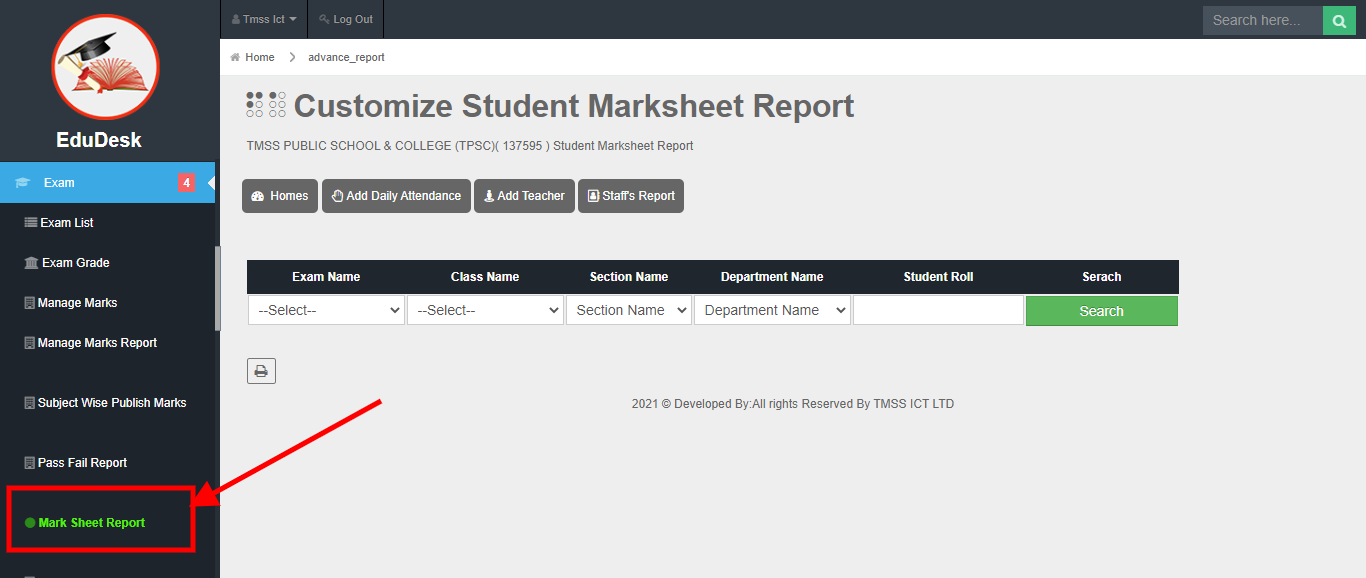 Tmss Ict
Log Out
Search here...
EduDesk
Exam
4
Exam List
Exam Grade
Manage Marks
Manage Marks Report
Subject Wise Publish Marks
Pass Fail Report
Mark Sheet Report
Home
advance_report
Customize Student Marksheet Report
TMSS PUBLIC SCHOOL & COLLEGE (TPSC)( 137595 ) Student Marksheet Report
Homes
Add Daily Attendance
Add Teacher
Staff's Report
Exam Name Class Name Section Name Department Name Student Roll Serach
--Select-- --Select-- Section Name Department Name Search
2021 © Developed By:All rights Reserved By TMSS ICT LTD